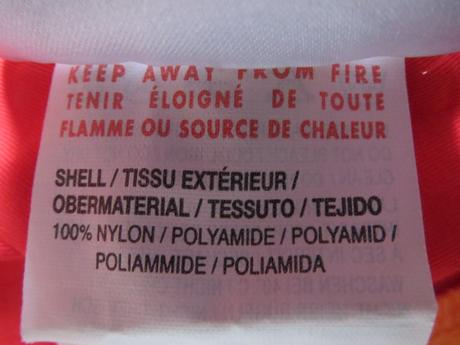 KEEP AWAY FROM FIRE
TENIR ÉLOIGNÉ DE TOUTE
FLAMME OU SOURCE DE CHALEUR
SHELL / TISSU EXTÉRIEUR /
OBERMATERIAL / TESSUTO / TEJIDO
100% NYLON / POLYAMIDE / POLYAMID /
POLIAMMIDE / POLIAMIDA